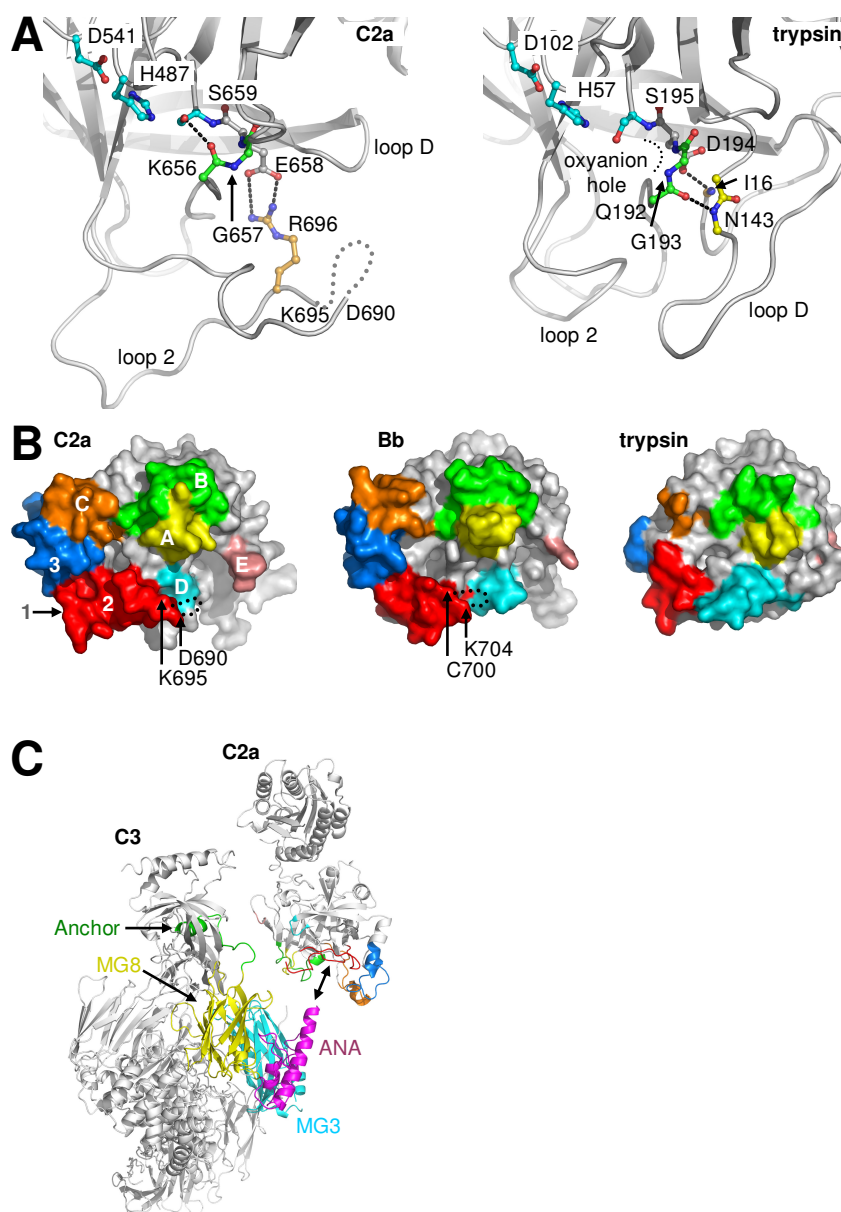 A
C2a
D541
H487
S659
loop D
K656
E658
G657
R696
K695
D690
loop 2
trypsin
D102
H57
S195
D194
oxyanion
hole
I16
Q192
N143
G193
loop D
loop 2
B
C2a
B
C
A
3
E
D
2
1
D690
K695
Bb
K704
C700
trypsin
C
C2a
C3
Anchor
MG8
ANA
MG3